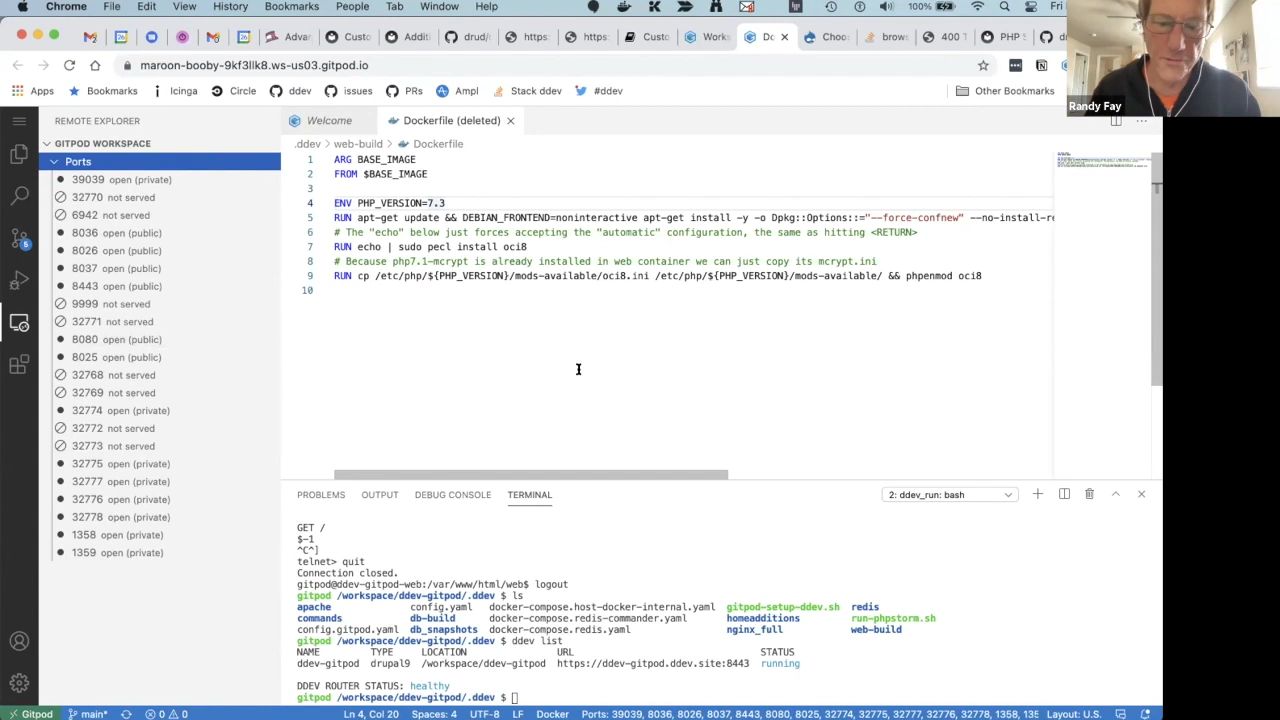 Chrome File Edit View History Bookmarks People Tab Window Help 100% Fri
Advan Custo Additi drud/r https: https: Custo Works Do Choo brows 400 T PHP S
maroon-booby-9kf3llk8.ws-us03.gitpod.io
Apps Bookmarks Icinga Circle ddev issues PRs Ampl Stack ddev #ddev Other Bookmarks
Randy Fay
REMOTE EXPLORER
GITPOD WORKSPACE
Ports
39039 open (private)
32770 not served
6942 not served
8036 open (public)
8026 open (public)
8037 open (public)
8443 open (public)
9999 not served
32771 not served
8080 open (public)
8025 open (public)
32768 not served
32769 not served
32774 open (private)
32772 not served
32773 not served
32775 open (private)
32777 open (private)
32776 open (private)
32778 open (private)
1358 open (private)
1359 open (private)
5
Welcome Dockerfile (deleted)
.ddev > web-build > Dockerfile
1 ARG BASE_IMAGE
2 FROM $BASE_IMAGE
3
4 ENV PHP_VERSION=7.3
5 RUN apt-get update && DEBIAN_FRONTEND=noninteractive apt-get install -y -o Dpkg::Options::="--force-confnew" --no-install-re
6 # The "echo" below just forces accepting the "automatic" configuration, the same as hitting <RETURN>
7 RUN echo | sudo pecl install oci8
8 # Because php7.1-mcrypt is already installed in web container we can just copy its mcrypt.ini
9 RUN cp /etc/php/${PHP_VERSION}/mods-available/oci8.ini /etc/php/${PHP_VERSION}/mods-available/ && phpenmod oci8
10
PROBLEMS OUTPUT DEBUG CONSOLE TERMINAL 2: ddev_run: bash
GET /
$-1
^C^]
telnet> quit
Connection closed.
gitpod@ddev-gitpod-web:/var/www/html/web$ logout
gitpod /workspace/ddev-gitpod/.ddev $ ls
apache config.yaml docker-compose.host-docker-internal.yaml gitpod-setup-ddev.sh redis
commands db-build docker-compose.redis-commander.yaml homeadditions run-phpstorm.sh
config.gitpod.yaml db_snapshots docker-compose.redis.yaml nginx_full web-build
gitpod /workspace/ddev-gitpod/.ddev $ ddev list
NAME TYPE LOCATION URL STATUS
ddev-gitpod drupal9 /workspace/ddev-gitpod https://ddev-gitpod.ddev.site:8443 running
DDEV ROUTER STATUS: healthy
gitpod /workspace/ddev-gitpod/.ddev $
Gitpod main* 0 0 Ln 4, Col 20 Spaces: 4 UTF-8 LF Docker Ports: 39039, 8036, 8026, 8037, 8443, 8080, 8025, 32774, 32775, 32777, 32776, 32778, 1358, 135 Layout: U.S.